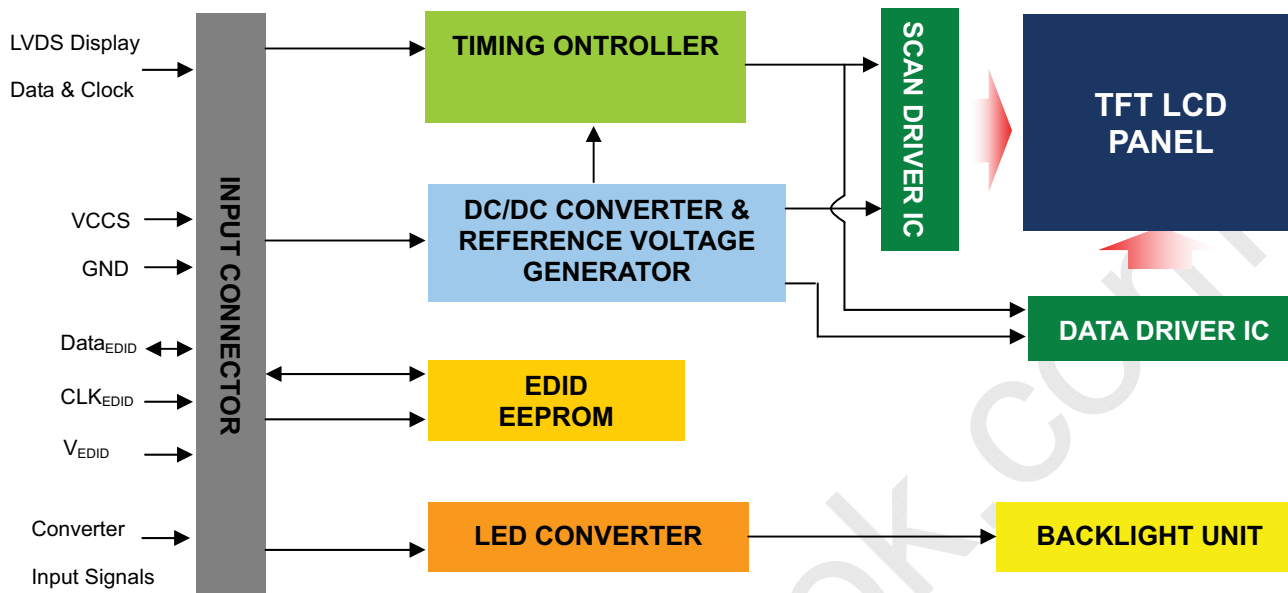 LVDS Display
Data & Clock
VCCS
GND
DataEDID
CLKEDID
VEDID
Converter
Input Signals
INPUT CONNECTOR
TIMING ONTROLLER
DC/DC CONVERTER &
REFERENCE VOLTAGE
GENERATOR
EDID
EEPROM
LED CONVERTER
SCAN DRIVER IC
TFT LCD
PANEL
DATA DRIVER IC
BACKLIGHT UNIT